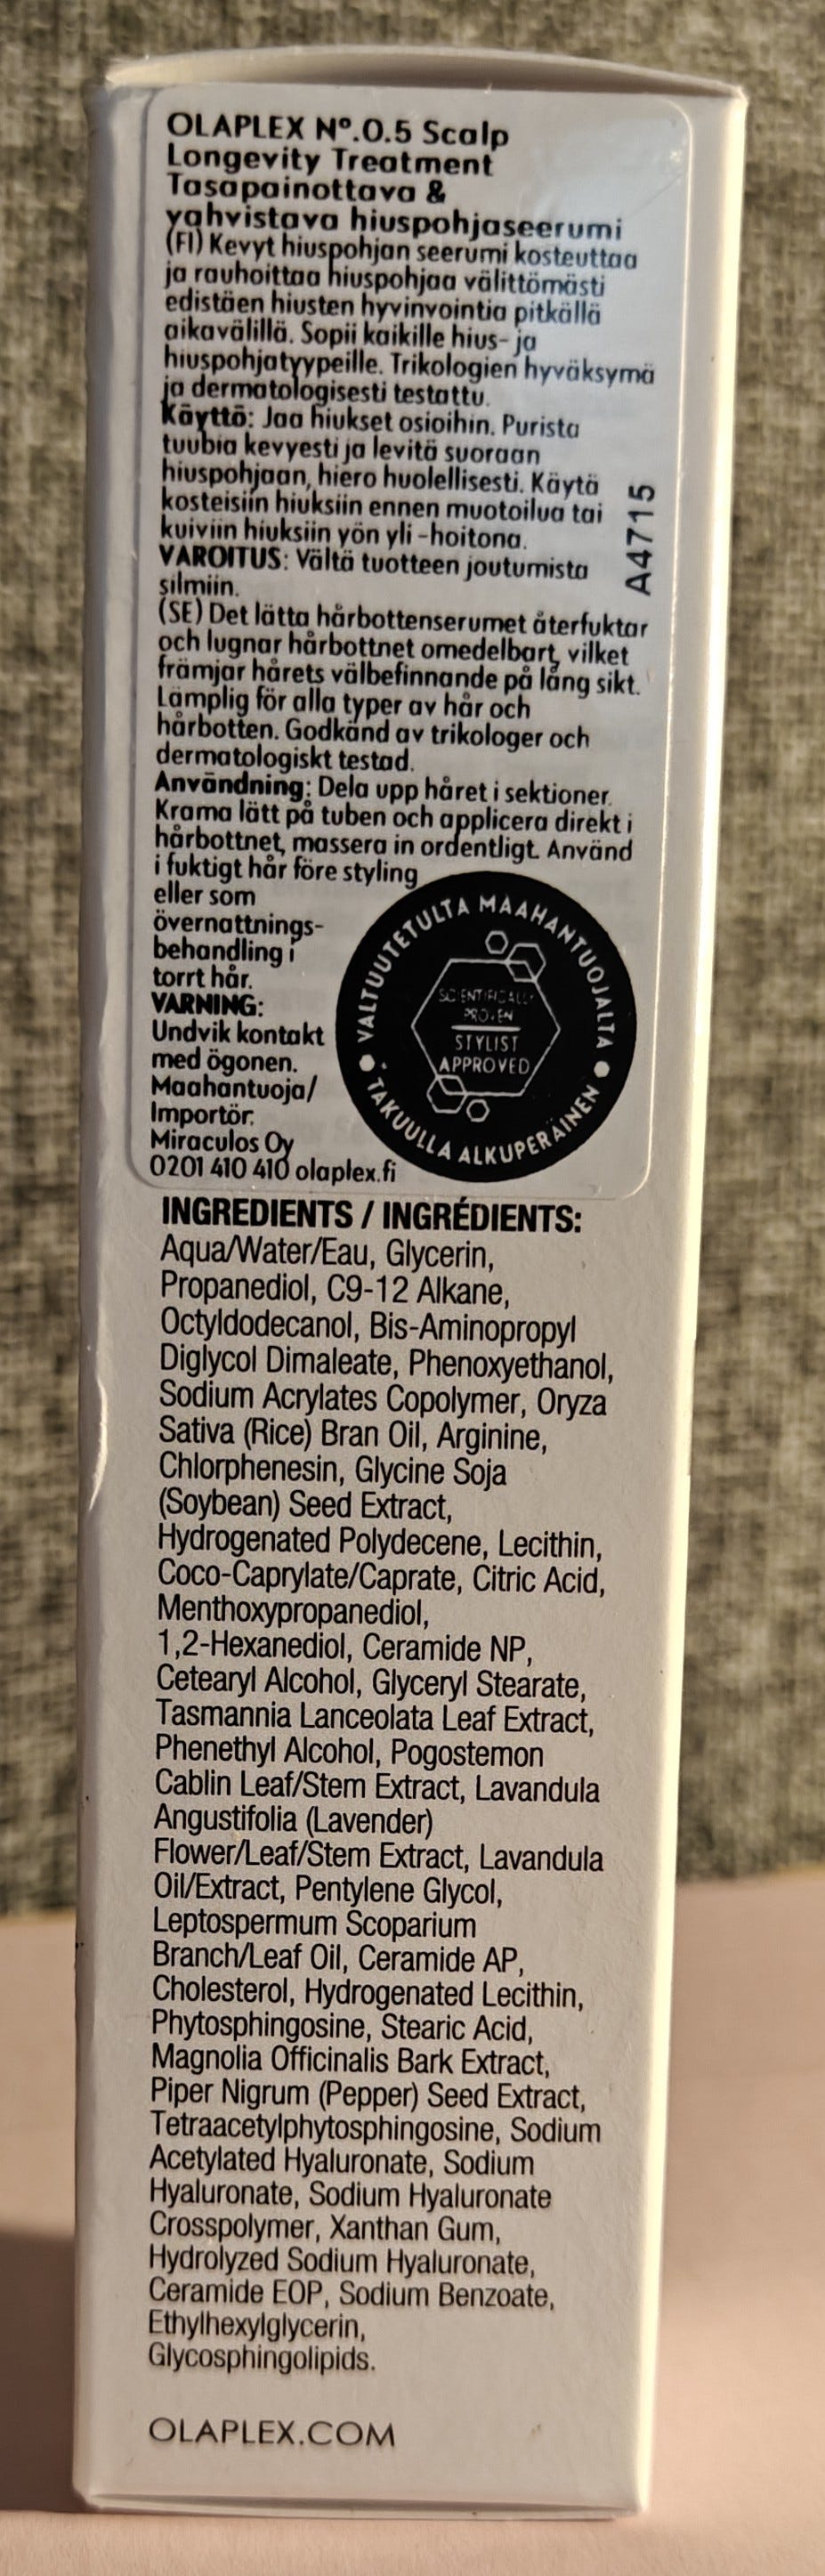 OLAPLEX Nº.0.5 Scalp
Longevity Treatment
Tasapainottava &
vahvistava hiuspohjaseerumi
(FI) Kevyt hiuspohjan seerumi kosteuttaa
ja rauhoittaa hiuspohjaa välittömästi
edistäen hiusten hyvinvointia pitkällä
aikavälillä. Sopii kaikille hius- ja
hiuspohjatyypeille. Trikologien hyväksymä
ja dermatologisesti testattu.
Käyttö: Jaa hiukset osioihin. Purista
tuubia kevyesti ja levitä suoraan
hiuspohjaan, hiero huolellisesti. Käytä
kosteisiin hiuksiin ennen muotoilua tai
kuiviin hiuksiin yön yli -hoitona.
VAROITUS: Vältä tuotteen joutumista
silmiin.
A4715
(SE) Det lätta hårbottenserumet återfuktar
och lugnar hårbottnet omedelbart, vilket
främjar hårets välbefinnande på lång sikt.
Lämplig för alla typer av hår och
hårbotten. Godkänd av trikologer och
dermatologiskt testad.
Användning: Dela upp håret i sektioner.
Krama lätt på tuben och applicera direkt i
hårbottnet, massera in ordentligt. Använd
i fuktigt hår före styling
eller som
övernattnings-
behandling i
torrt hår.
VARNING:
Undvik kontakt
med ögonen.
Maahantuoja/
Importör:
Miraculos Oy
0201 410 410 olaplex.fi
VALTUUTETULTA MAAHANTUOJALTA
SCIENTIFICALLY
PROVEN
STYLIST
APPROVED
TAKUULLA ALKUPERÄINEN
INGREDIENTS / INGRÉDIENTS:
Aqua/Water/Eau, Glycerin,
Propanediol, C9-12 Alkane,
Octyldodecanol, Bis-Aminopropyl
Diglycol Dimaleate, Phenoxyethanol,
Sodium Acrylates Copolymer, Oryza
Sativa (Rice) Bran Oil, Arginine,
Chlorphenesin, Glycine Soja
(Soybean) Seed Extract,
Hydrogenated Polydecene, Lecithin,
Coco-Caprylate/Caprate, Citric Acid,
Menthoxypropanediol,
1,2-Hexanediol, Ceramide NP,
Cetearyl Alcohol, Glyceryl Stearate,
Tasmannia Lanceolata Leaf Extract,
Phenethyl Alcohol, Pogostemon
Cablin Leaf/Stem Extract, Lavandula
Angustifolia (Lavender)
Flower/Leaf/Stem Extract, Lavandula
Oil/Extract, Pentylene Glycol,
Leptospermum Scoparium
Branch/Leaf Oil, Ceramide AP,
Cholesterol, Hydrogenated Lecithin,
Phytosphingosine, Stearic Acid,
Magnolia Officinalis Bark Extract,
Piper Nigrum (Pepper) Seed Extract,
Tetraacetylphytosphingosine, Sodium
Acetylated Hyaluronate, Sodium
Hyaluronate, Sodium Hyaluronate
Crosspolymer, Xanthan Gum,
Hydrolyzed Sodium Hyaluronate,
Ceramide EOP, Sodium Benzoate,
Ethylhexylglycerin,
Glycosphingolipids.
OLAPLEX.COM